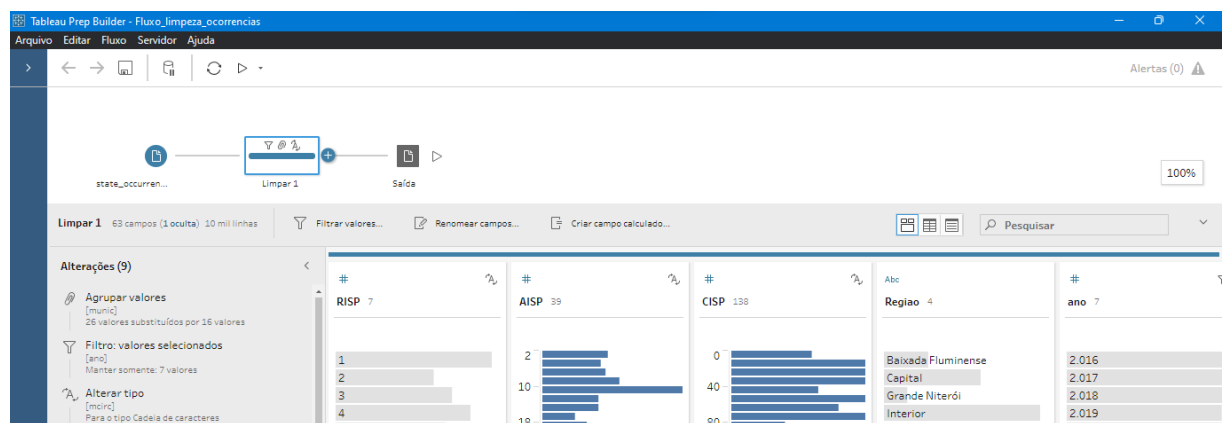 Tableau Prep Builder - Fluxo_limpeza_ocorrencias
Arquivo Editar Fluxo Servidor Ajuda
Alertas (0)
state_occurren...
Limpar 1
Saída
100%
Limpar 1 63 campos (1 oculta) 10 mil linhas
Filtrar valores...
Renomear campos...
Criar campo calculado...
Pesquisar
Alterações (9)
Agrupar valores
[munic]
26 valores substituídos por 16 valores
Filtro: valores selecionados
[ano]
Manter somente: 7 valores
Alterar tipo
[mcirc]
Para o tipo Cadeia de caracteres
#
RISP 7
1
2
3
4
#
AISP 39
2
10
18
#
CISP 138
0
40
80
Abc
Regiao 4
Baixada Fluminense
Capital
Grande Niterói
Interior
#
ano 7
2.016
2.017
2.018
2.019